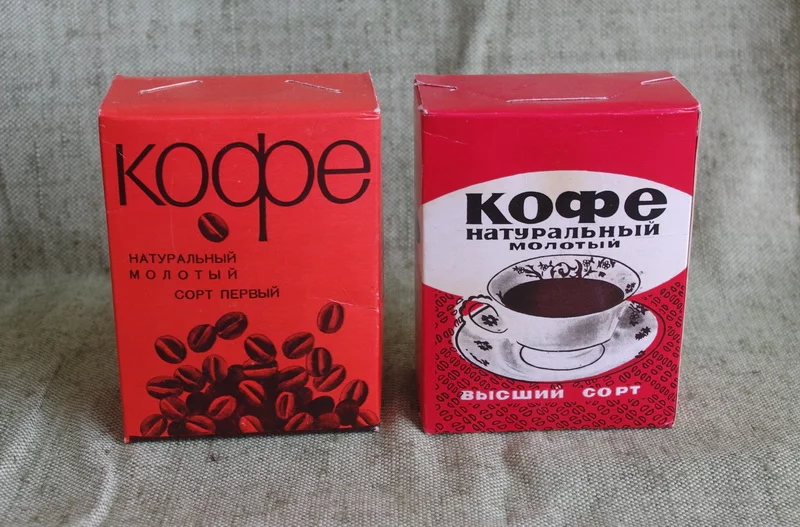 кофе
НАТУРАЛЬНЫЙ
МОЛОТЫЙ
СОРТ ПЕРВЫЙ
кофе
натуральный
молотый
ВЫСШИЙ СОРТ